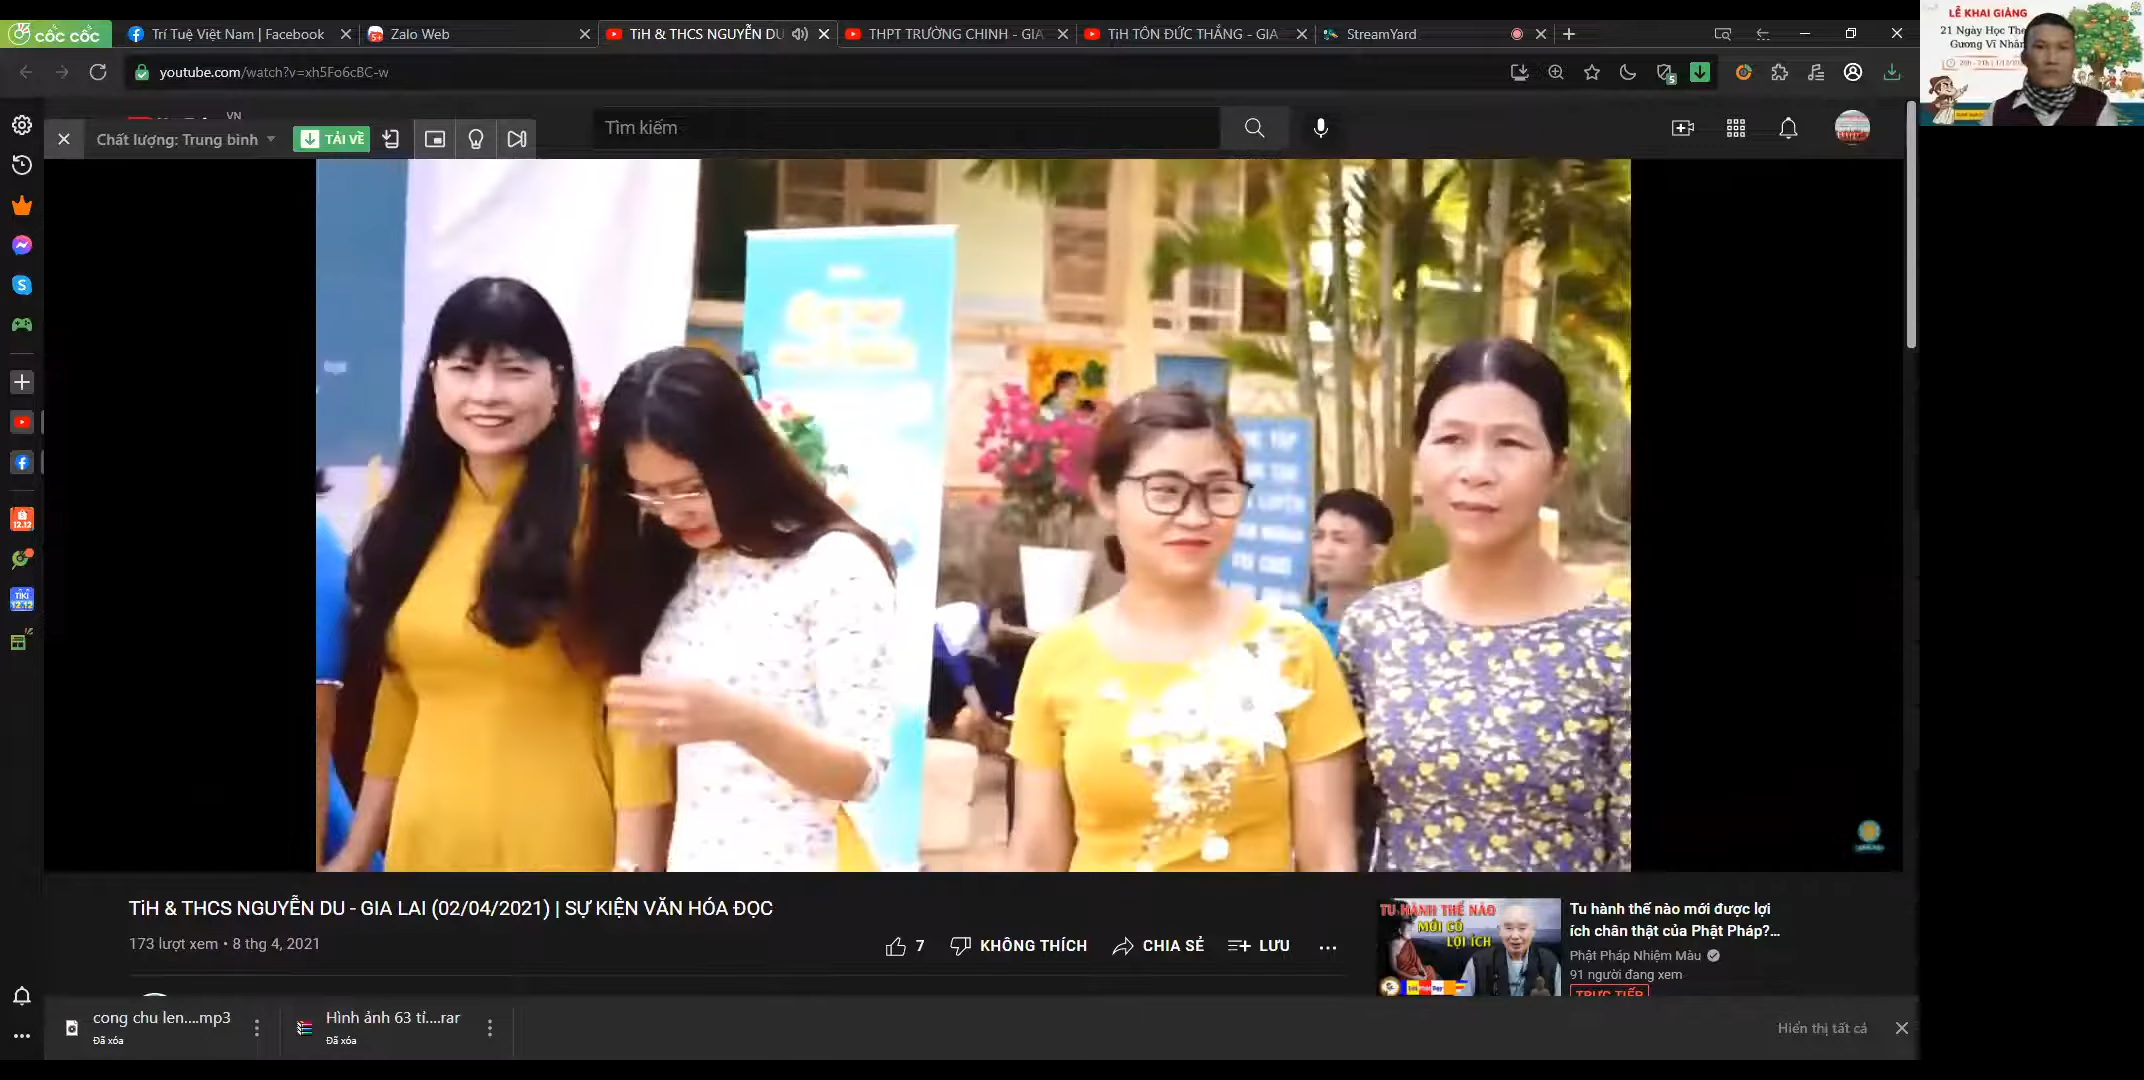 cốc cốc
Trí Tuệ Việt Nam | Facebook
Zalo Web
TiH & THCS NGUYỄN DU
THPT TRƯỜNG CHINH - GIA
TiH TÔN ĐỨC THẮNG - GIA
StreamYard
youtube.com/watch?v=xh5Fo6cBC-w
LỄ KHAI GIẢNG
21 Ngày Học The
Gương Vĩ Nhân
VN
Chất lượng: Trung bình
TẢI VỀ
Tìm kiếm
TiH & THCS NGUYỄN DU - GIA LAI (02/04/2021) | SỰ KIỆN VĂN HÓA ĐỌC
173 lượt xem • 8 thg 4, 2021
7
KHÔNG THÍCH
CHIA SẺ
LƯU
TU HÀNH THẾ NÀO
MỚI CÓ
LỢI ÍCH
Tu hành thế nào mới được lợi
ích chân thật của Phật Pháp?...
Phật Pháp Nhiệm Màu
91 người đang xem
TRỰC TIẾP
cong chu len....mp3
Đã xóa
Hình ảnh 63 tỉ....rar
Đã xóa
Hiển thị tất cả